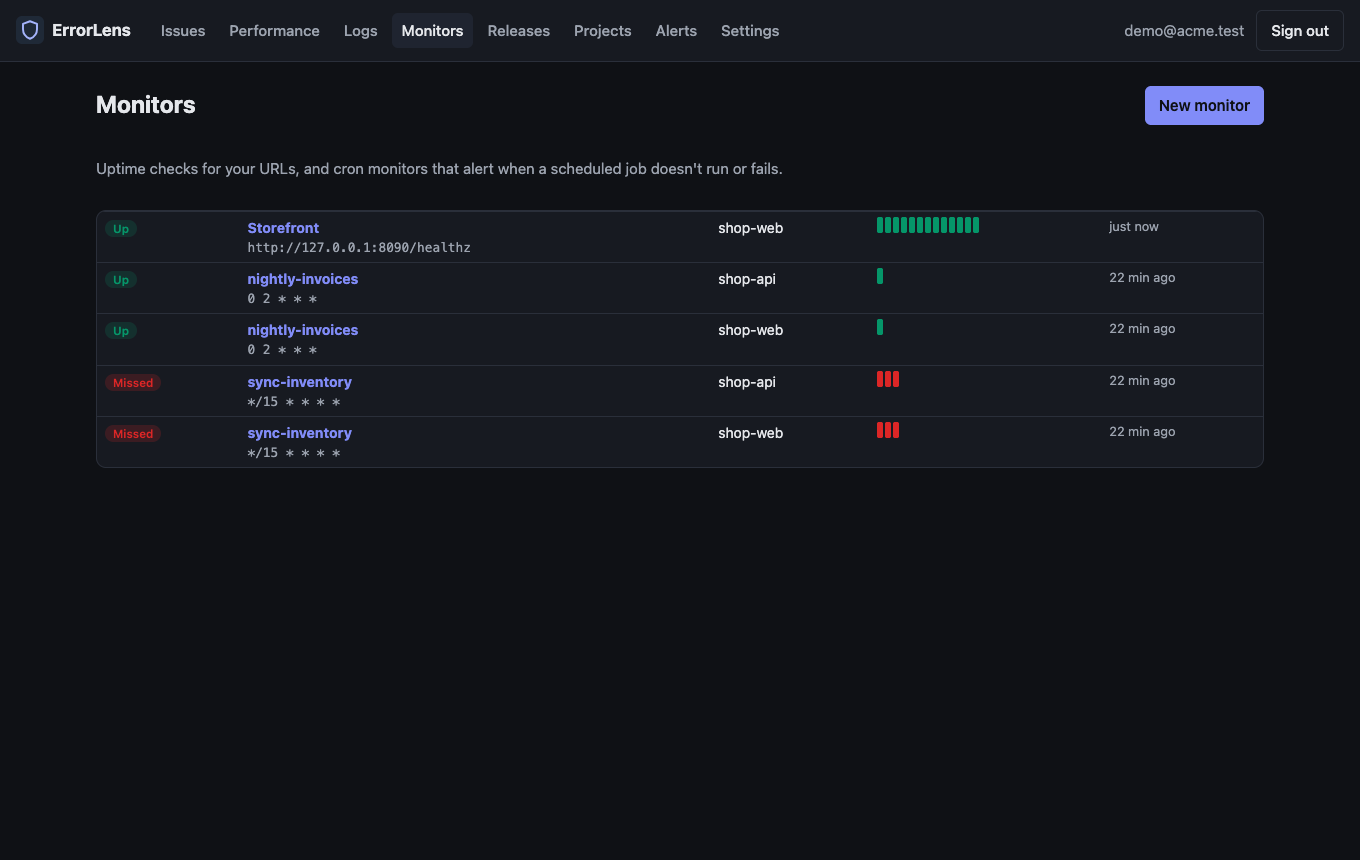 ErrorLens Issues Performance Logs Monitors Releases Projects Alerts Settings demo@acme.test Sign out
Monitors New monitor
Uptime checks for your URLs, and cron monitors that alert when a scheduled job doesn't run or fails.
Up Storefront shop-web just now
http://127.0.0.1:8090/healthz
Up nightly-invoices shop-api 22 min ago
0 2 * * *
Up nightly-invoices shop-web 22 min ago
0 2 * * *
Missed sync-inventory shop-api 22 min ago
*/15 * * * *
Missed sync-inventory shop-web 22 min ago
*/15 * * * *